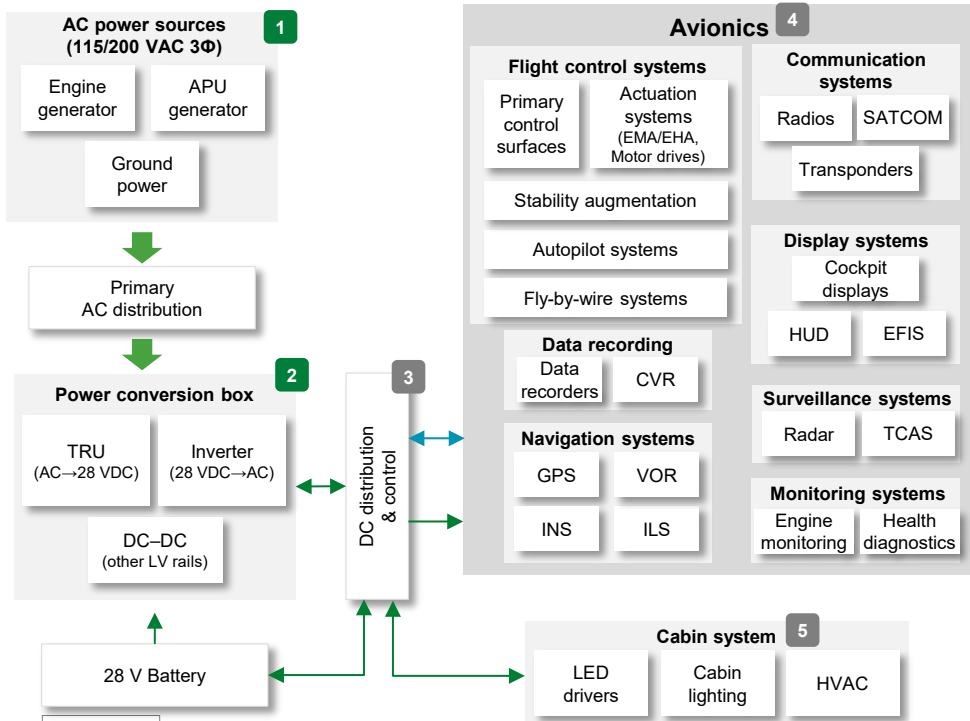 AC power sources
(115/200 VAC 3Φ)
1
Engine
generator
APU
generator
Ground
power
Primary
AC distribution
Power conversion box
2
TRU
(AC→28 VDC)
Inverter
(28 VDC→AC)
DC–DC
(other LV rails)
28 V Battery
3
DC distribution
& control
Avionics
4
Flight control systems
Primary
control
surfaces
Actuation
systems
(EMA/EHA,
Motor drives)
Stability augmentation
Autopilot systems
Fly-by-wire systems
Data recording
Data
recorders
CVR
Navigation systems
GPS
VOR
INS
ILS
Communication
systems
Radios
SATCOM
Transponders
Display systems
Cockpit
displays
HUD
EFIS
Surveillance systems
Radar
TCAS
Monitoring systems
Engine
monitoring
Health
diagnostics
Cabin system
5
LED
drivers
Cabin
lighting
HVAC